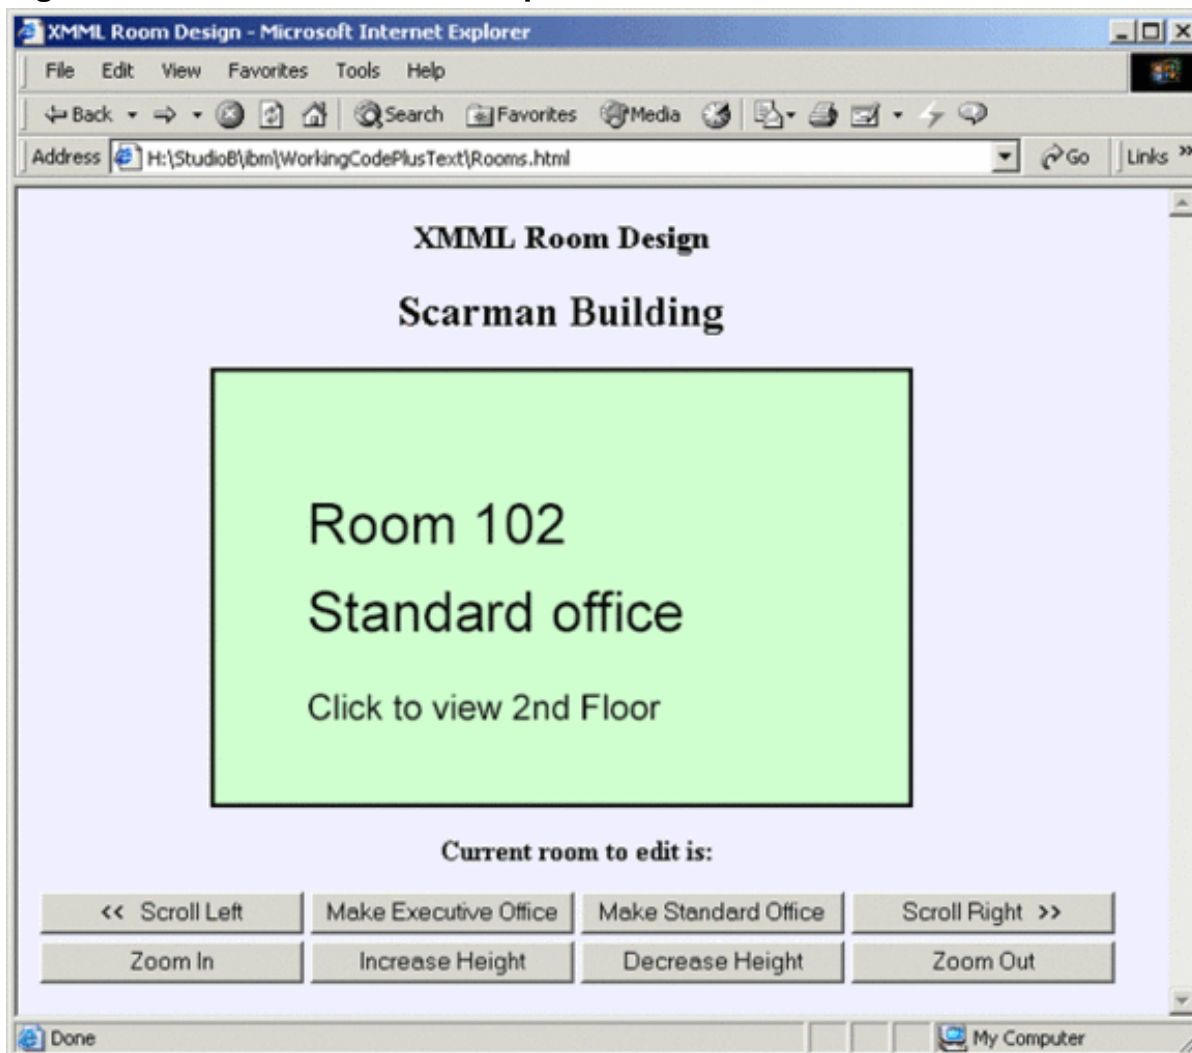 XMML Room Design - Microsoft Internet Explorer
File Edit View Favorites Tools Help
Back Search Favorites Media
Address H:\StudioB\ibm\WorkingCodePlusText\Rooms.html Go Links »
XMML Room Design
Scarman Building
Room 102
Standard office
Click to view 2nd Floor
Current room to edit is:
<< Scroll Left Make Executive Office Make Standard Office Scroll Right >>
Zoom In Increase Height Decrease Height Zoom Out
Done My Computer